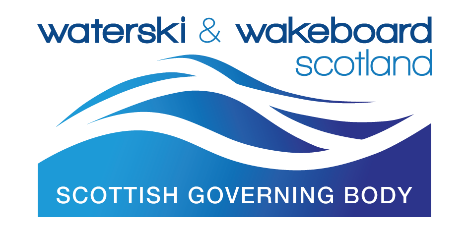 waterski & wakeboard
scotland
SCOTTISH GOVERNING BODY